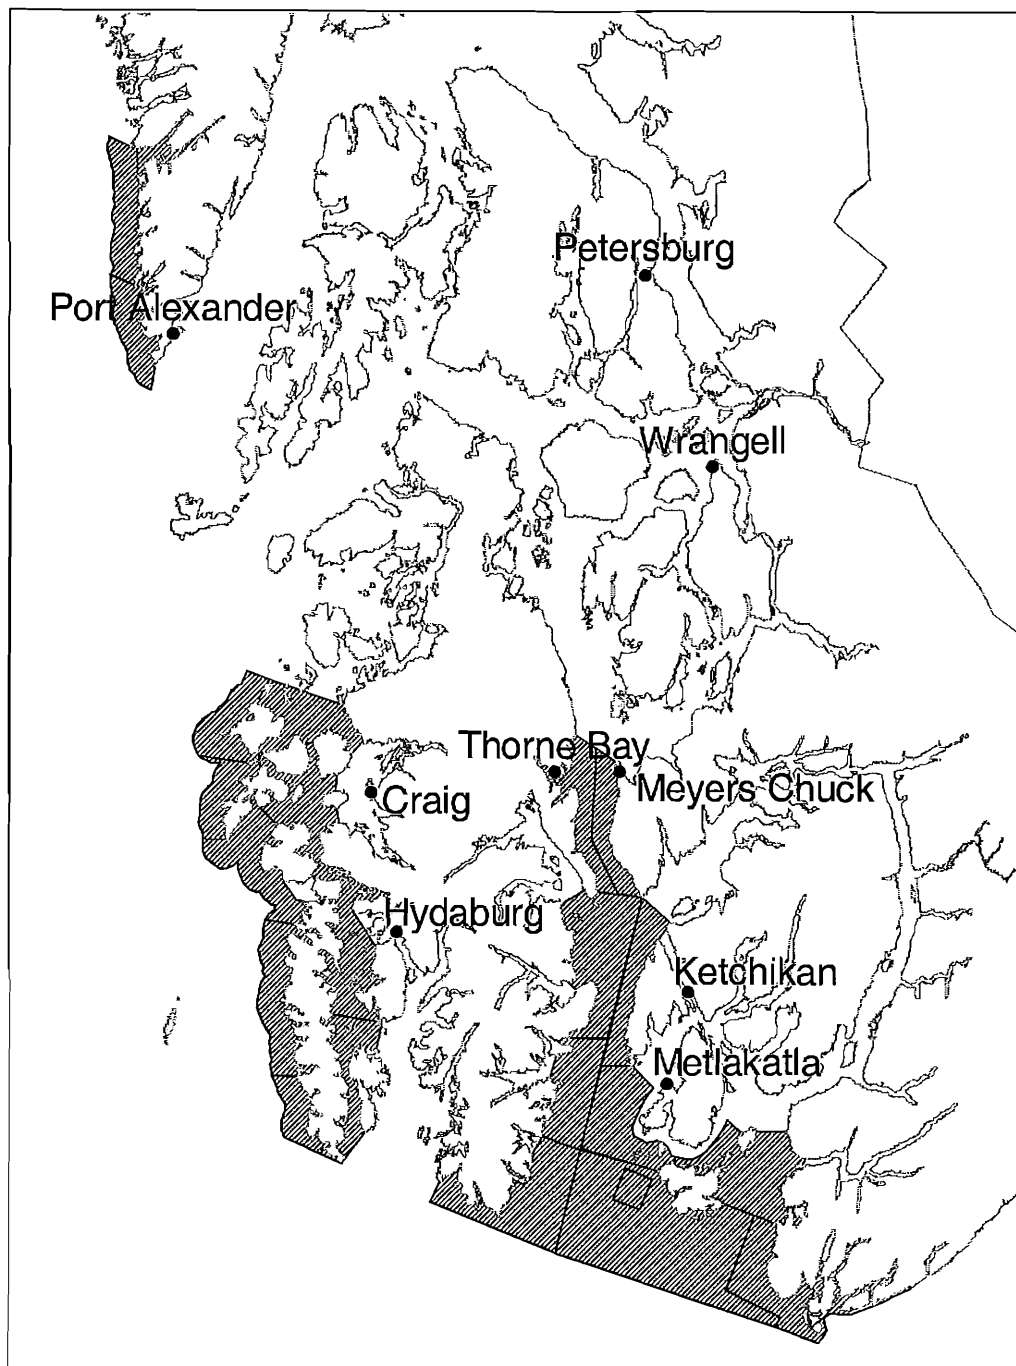 Petersburg
Port Alexander
Wrangell
Thorne Bay
Meyers Chuck
Craig
Hydaburg
Ketchikan
Metlakatla